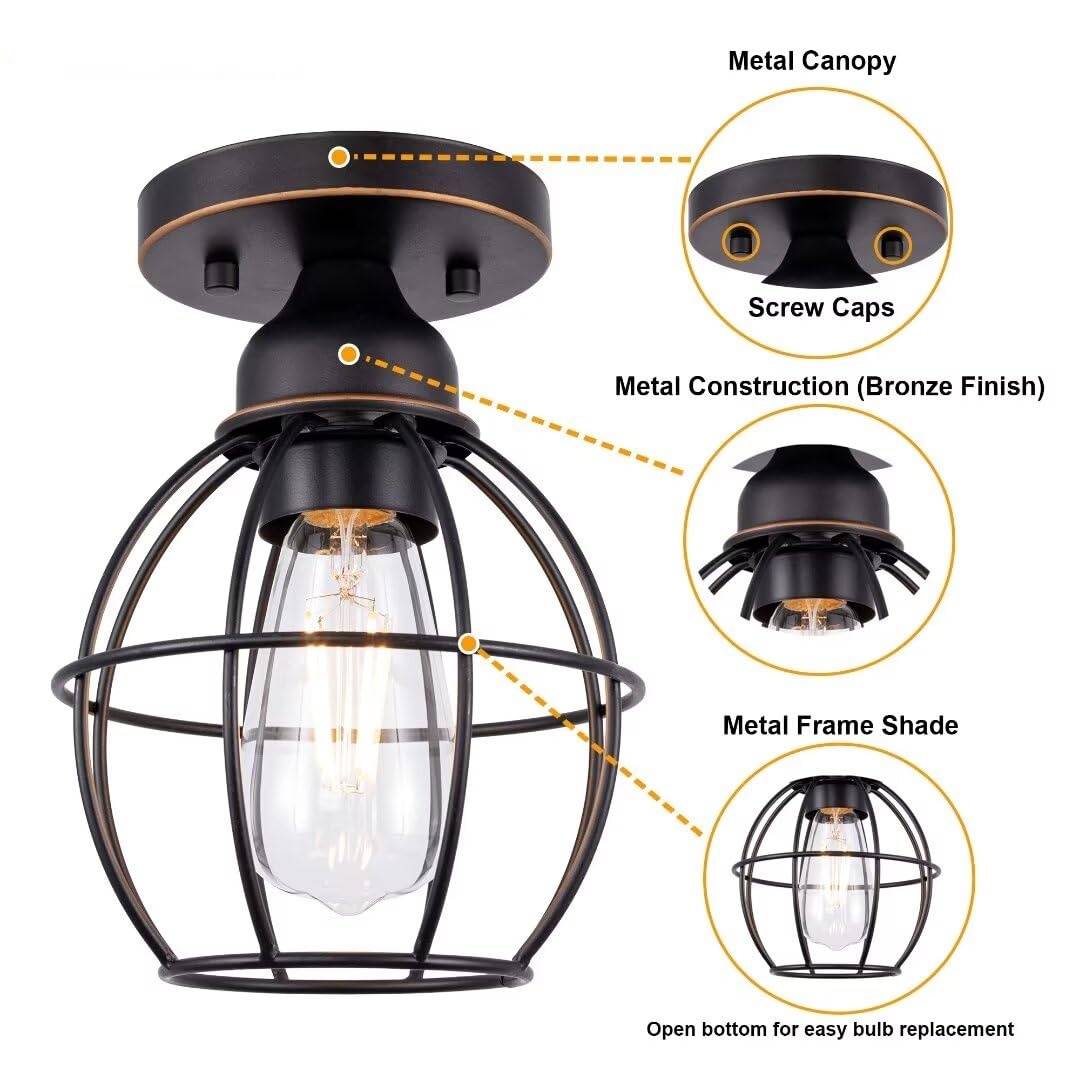 Metal Canopy
Screw Caps
Metal Construction (Bronze Finish)
Metal Frame Shade
Open bottom for easy bulb replacement